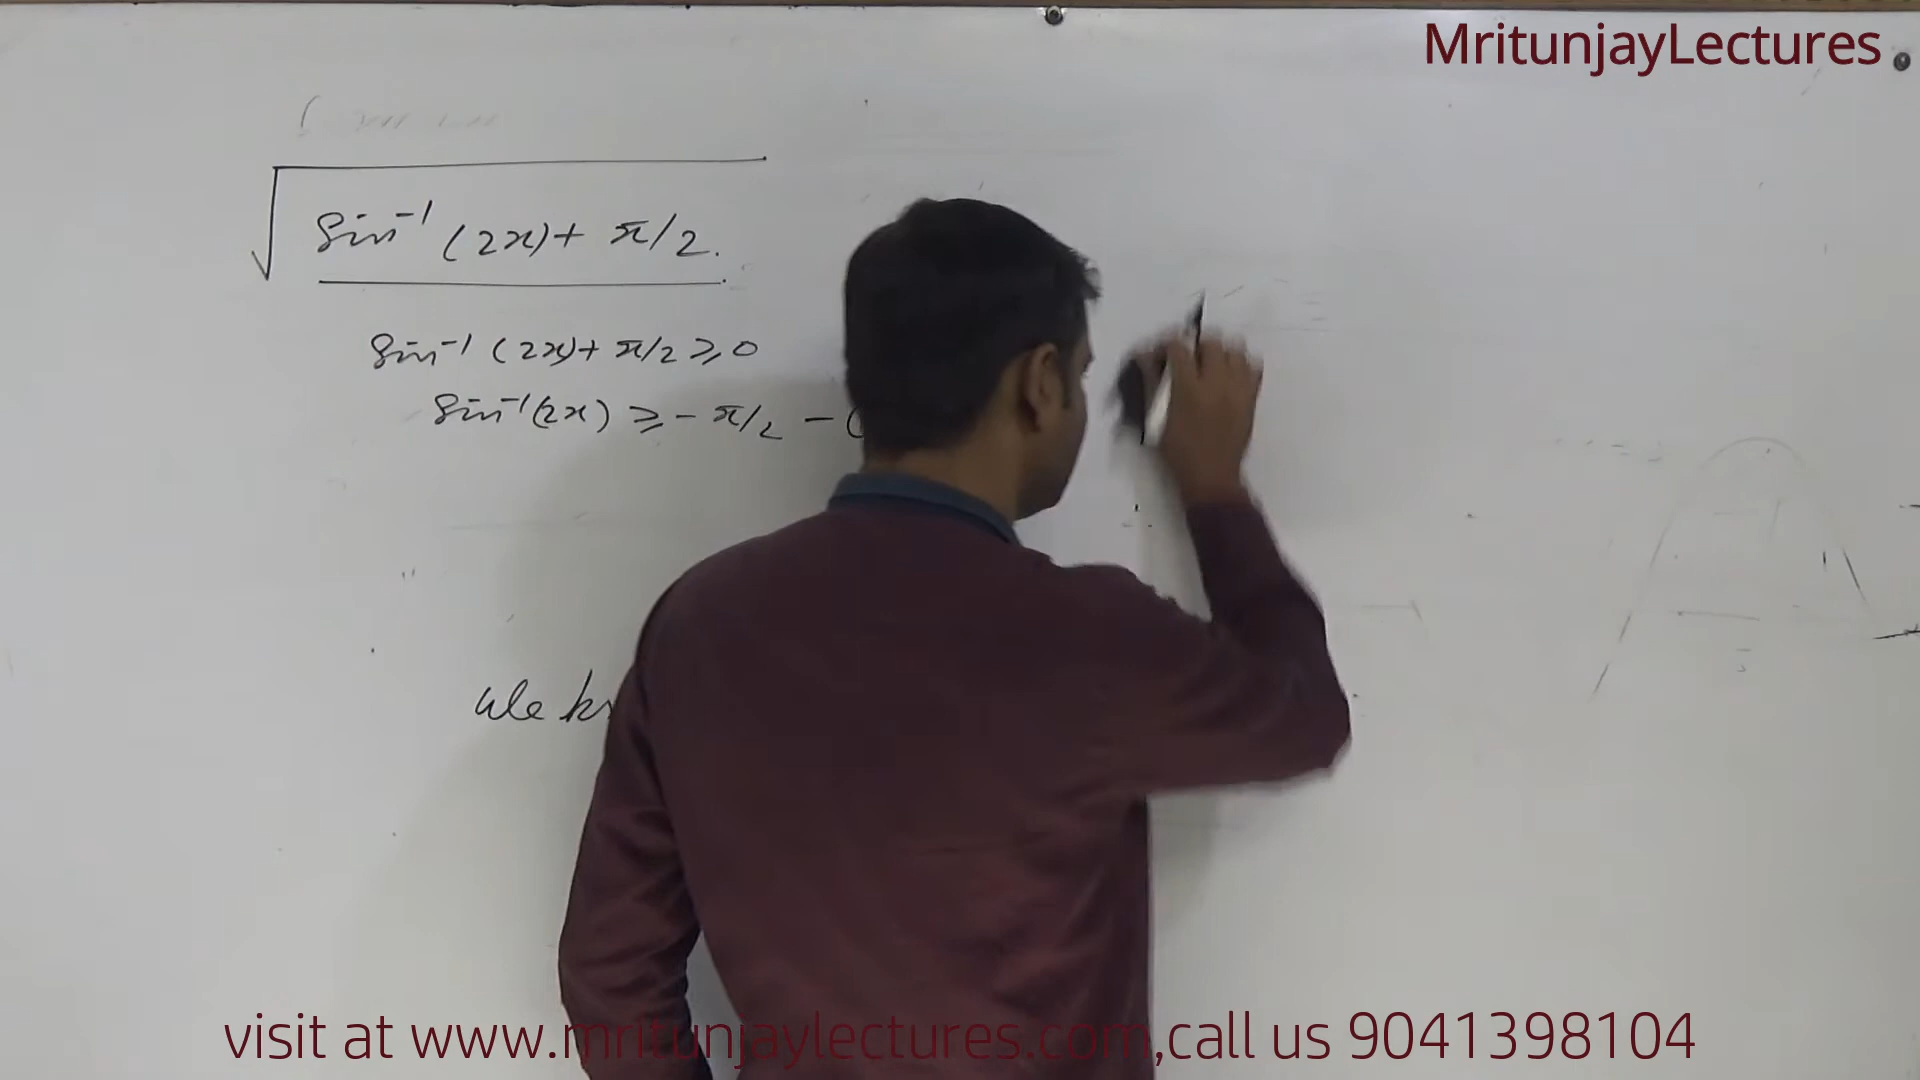 MritunjayLectures
√(sin⁻¹ (2x) + π/2.)
sin⁻¹ (2x) + π/2 ≥ 0
sin⁻¹(2x) ≥ - π/2 – (
We
visit at www.mritunjaylectures.com,call us 9041398104